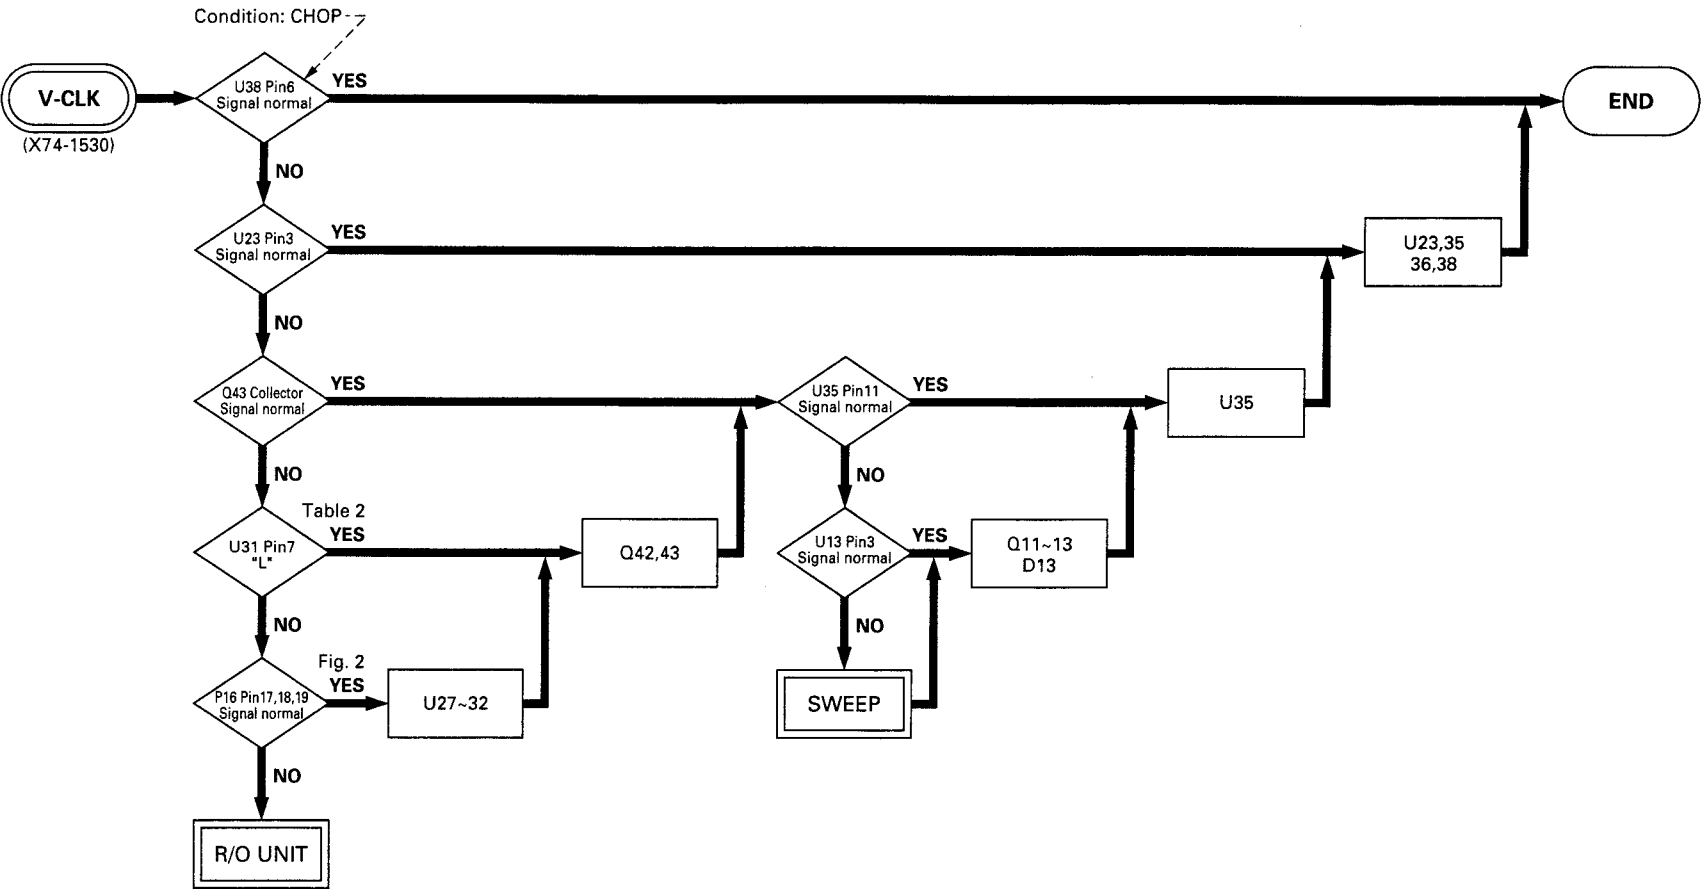 Condition: CHOP
V-CLK
(X74-1530)
U38 Pin6
Signal normal
YES
END
NO
U23 Pin3
Signal normal
YES
U23,35
36,38
NO
Q43 Collector
Signal normal
YES
U35 Pin11
Signal normal
YES
U35
NO
NO
Table 2
U31 Pin7
"L"
YES
Q42,43
U13 Pin3
Signal normal
YES
Q11~13
D13
NO
NO
Fig. 2
P16 Pin17,18,19
Signal normal
YES
U27~32
SWEEP
NO
R/O UNIT